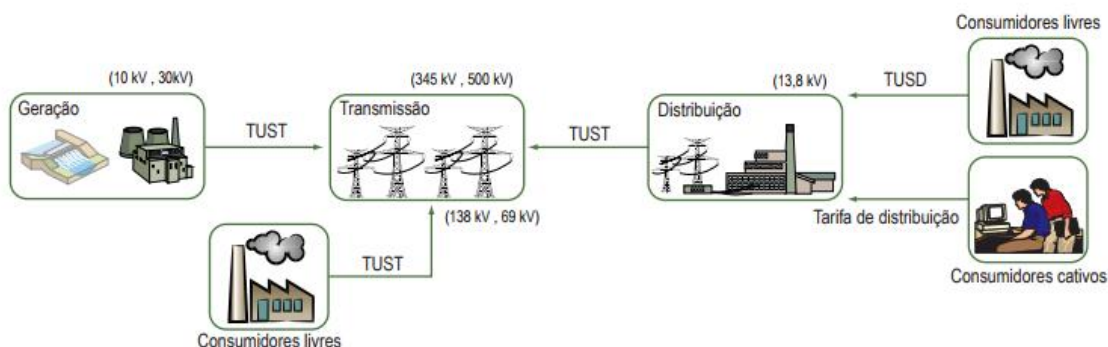 Consumidores livres
(10 kV , 30kV)
(345 kV , 500 kV)
(13,8 kV)
TUSD
Geração
Transmissão
Distribuição
TUST
TUST
(138 kV , 69 kV)
Tarifa de distribuição
TUST
Consumidores cativos
Consumidores livres